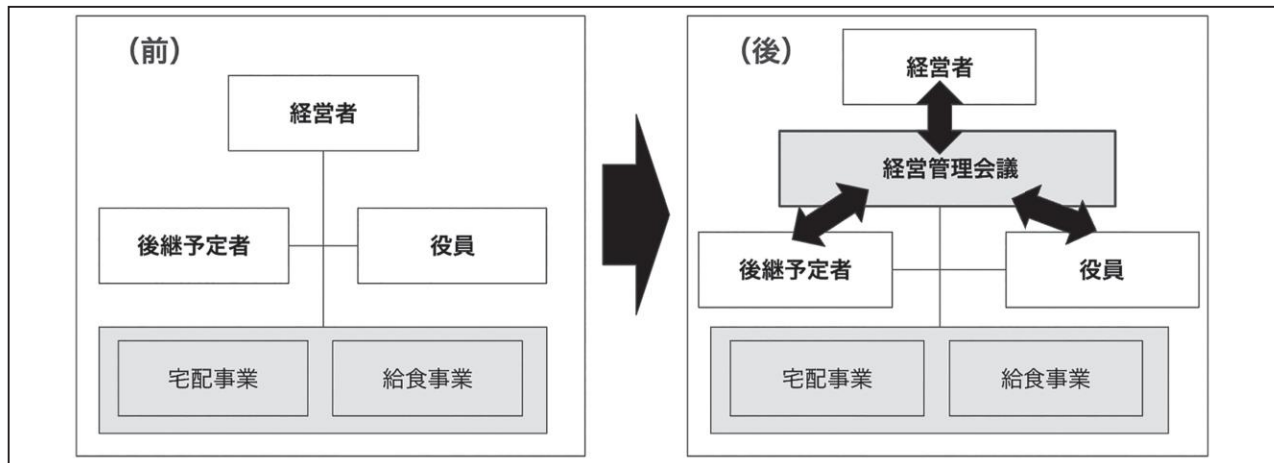 （前）
経営者
後継予定者
役員
宅配事業
給食事業
（後）
経営者
経営管理会議
後継予定者
役員
宅配事業
給食事業